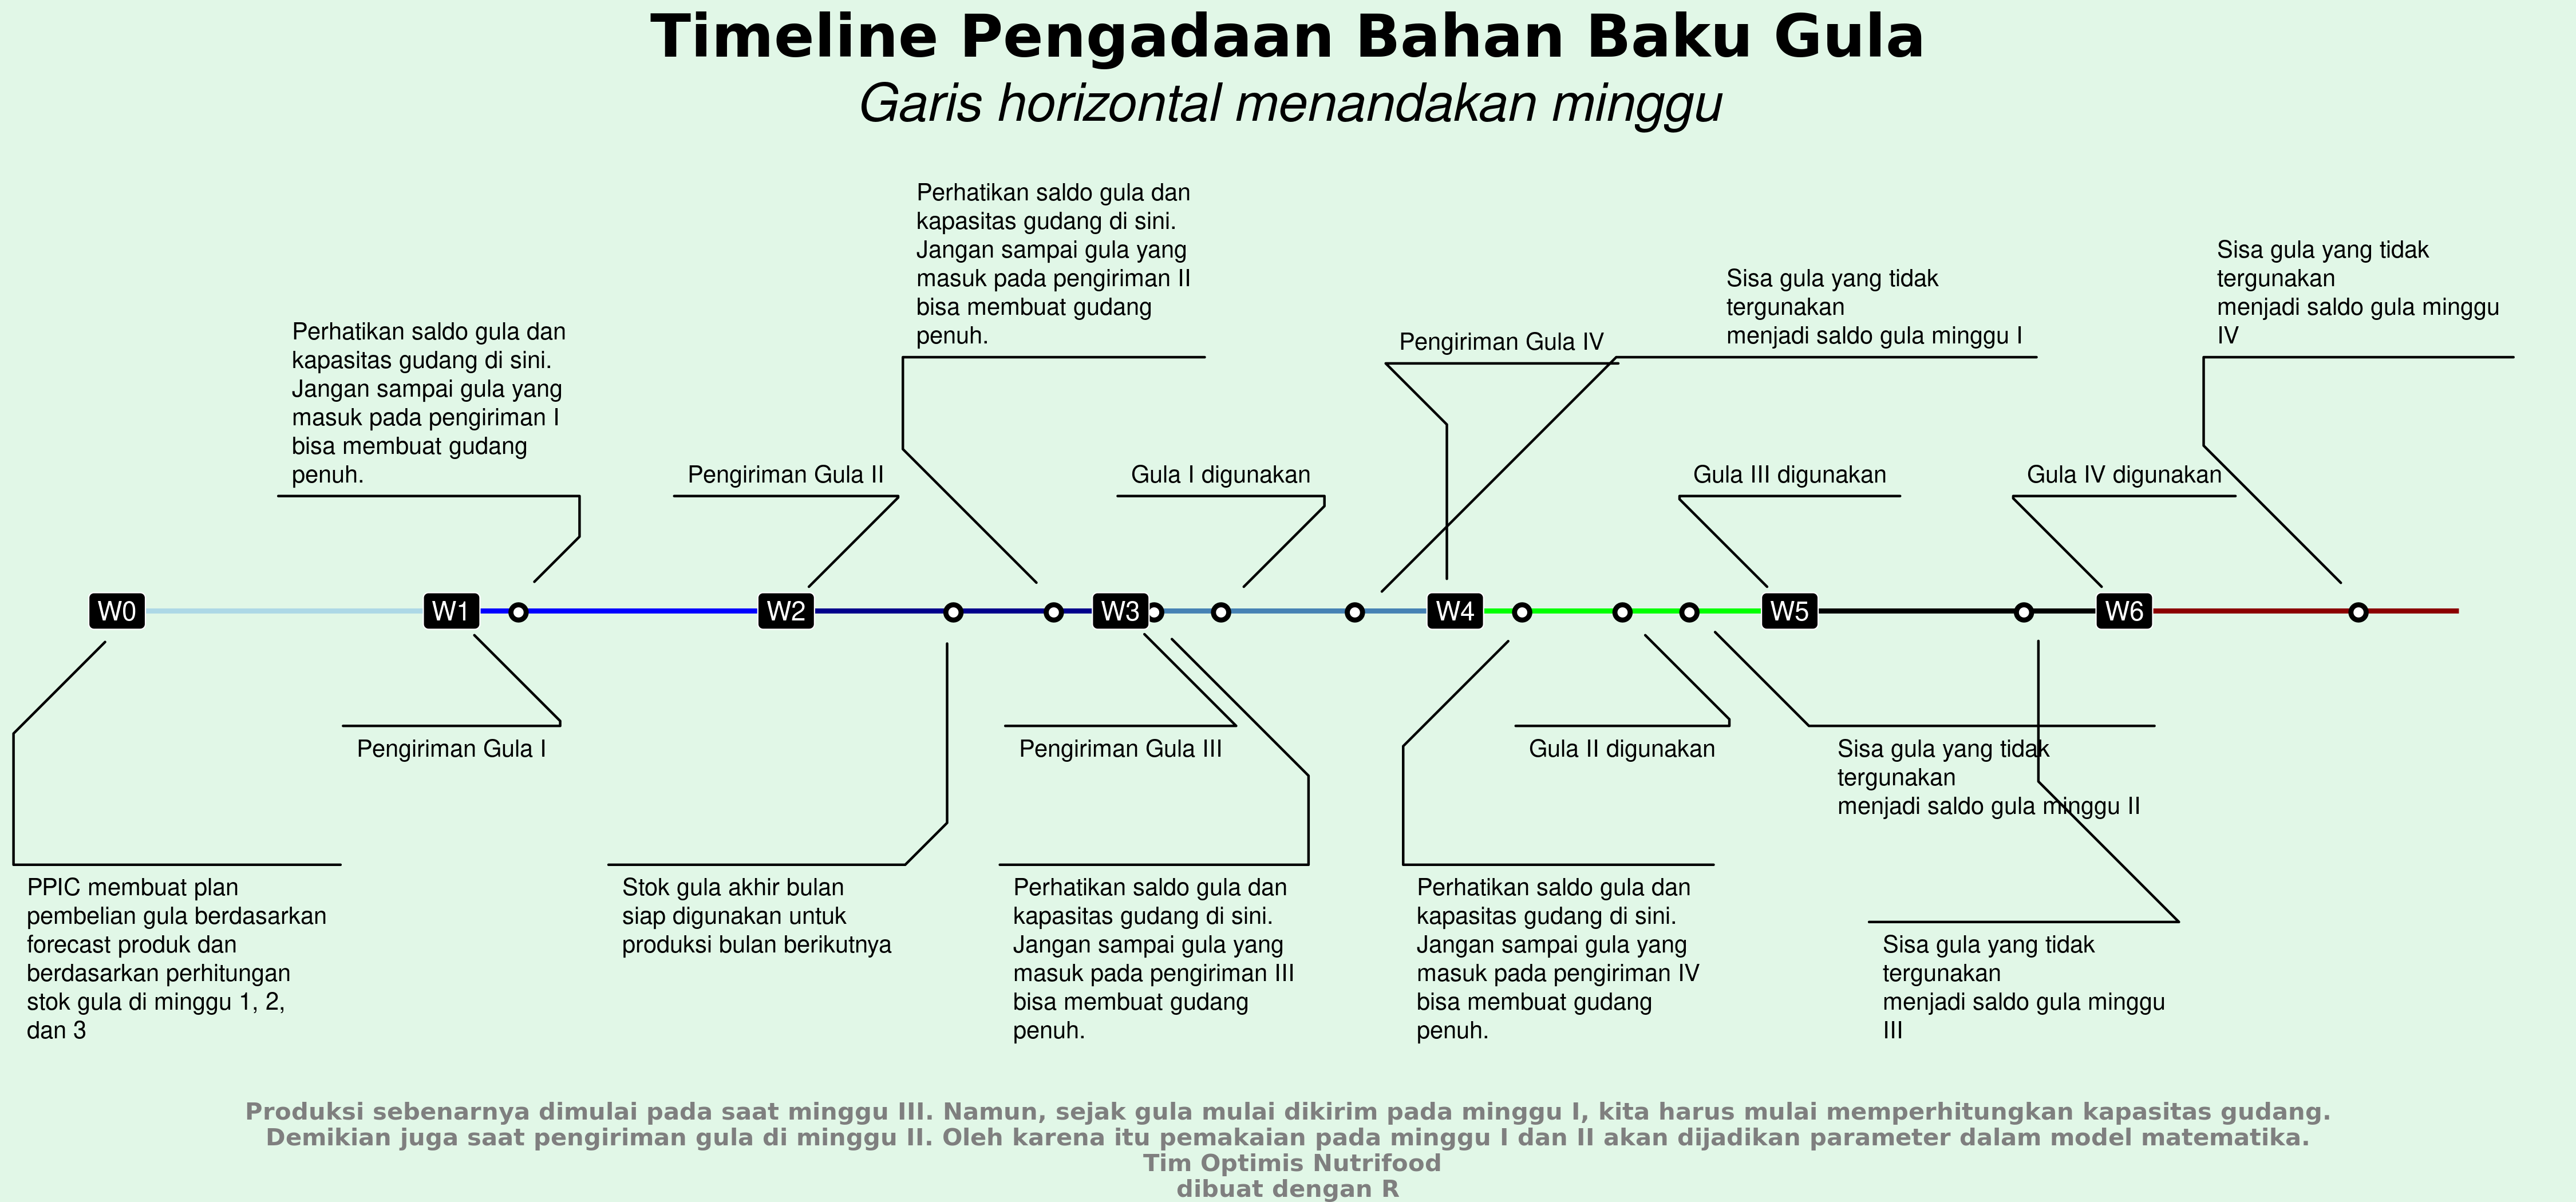 Timeline Pengadaan Bahan Baku Gula
Garis horizontal menandakan minggu
Perhatikan saldo gula dan
kapasitas gudang di sini.
Jangan sampai gula yang
masuk pada pengiriman I
bisa membuat gudang
penuh.
Pengiriman Gula II
Perhatikan saldo gula dan
kapasitas gudang di sini.
Jangan sampai gula yang
masuk pada pengiriman II
bisa membuat gudang
penuh.
Gula I digunakan
Pengiriman Gula IV
Sisa gula yang tidak
tergunakan
menjadi saldo gula minggu I
Gula III digunakan
Gula IV digunakan
Sisa gula yang tidak
tergunakan
menjadi saldo gula minggu
IV
W0
W1
W2
W3
W4
W5
W6
PPIC membuat plan
pembelian gula berdasarkan
forecast produk dan
berdasarkan perhitungan
stok gula di minggu 1, 2,
dan 3
Pengiriman Gula I
Stok gula akhir bulan
siap digunakan untuk
produksi bulan berikutnya
Pengiriman Gula III
Perhatikan saldo gula dan
kapasitas gudang di sini.
Jangan sampai gula yang
masuk pada pengiriman III
bisa membuat gudang
penuh.
Perhatikan saldo gula dan
kapasitas gudang di sini.
Jangan sampai gula yang
masuk pada pengiriman IV
bisa membuat gudang
penuh.
Gula II digunakan
Sisa gula yang tidak
tergunakan
menjadi saldo gula minggu II
Sisa gula yang tidak
tergunakan
menjadi saldo gula minggu
III
Produksi sebenarnya dimulai pada saat minggu III. Namun, sejak gula mulai dikirim pada minggu I, kita harus mulai memperhitungkan kapasitas gudang.
Demikian juga saat pengiriman gula di minggu II. Oleh karena itu pemakaian pada minggu I dan II akan dijadikan parameter dalam model matematika.
Tim Optimis Nutrifood
dibuat dengan R